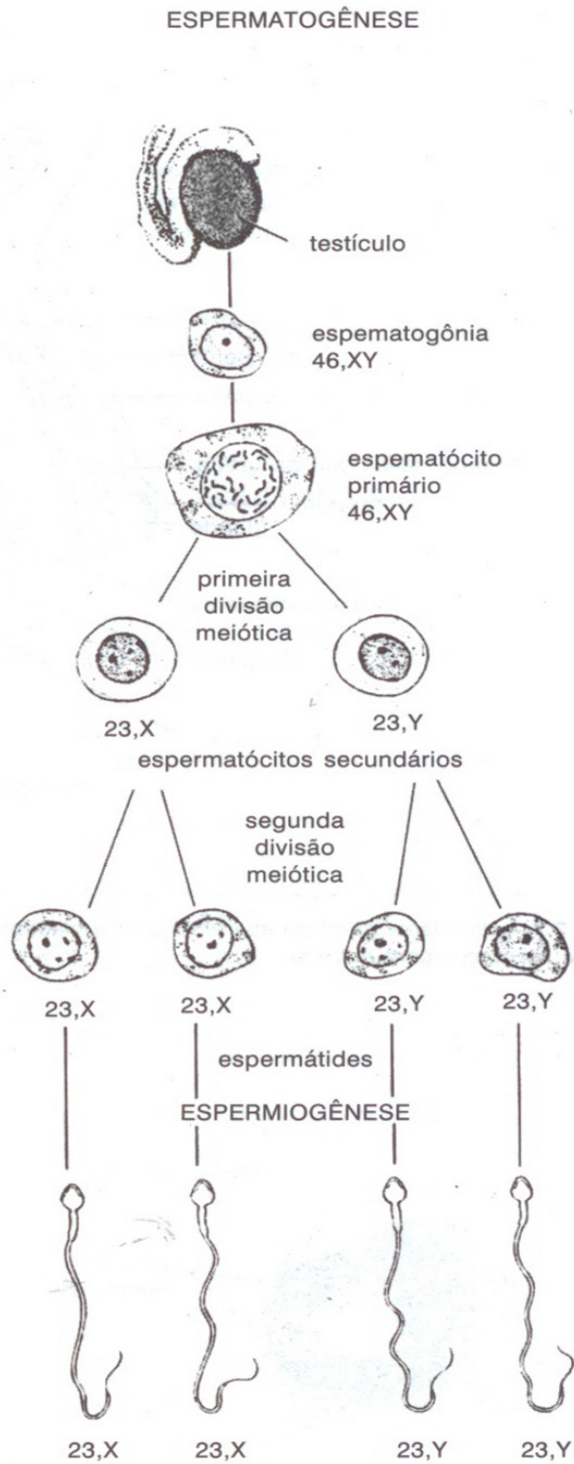 ESPERMATOGÊNESE
testículo
espematogônia
46,XY
espematócito
primário
46,XY
primeira
divisão
meiótica
23,X
23,Y
espermatócitos secundários
segunda
divisão
meiótica
23,X
23,X
23,Y
23,Y
espermátides
ESPERMIOGÊNESE
23,X
23,X
23,Y
23,Y